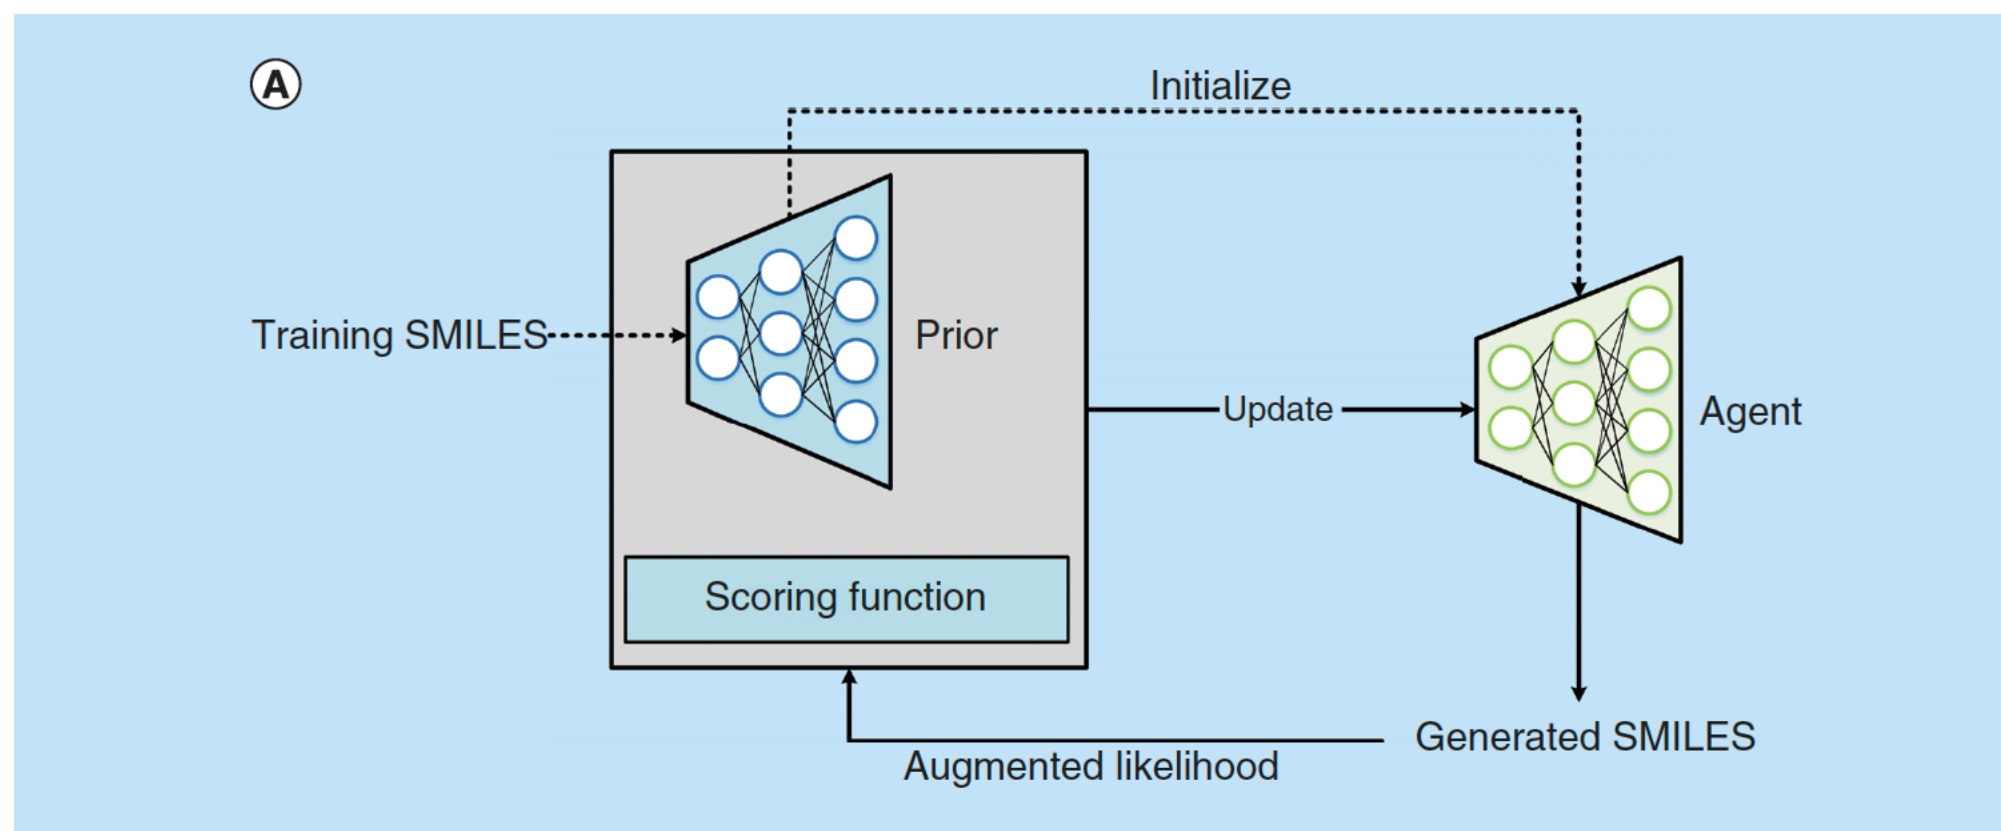 A
Initialize
Training SMILES
Prior
Update
Agent
Scoring function
Generated SMILES
Augmented likelihood